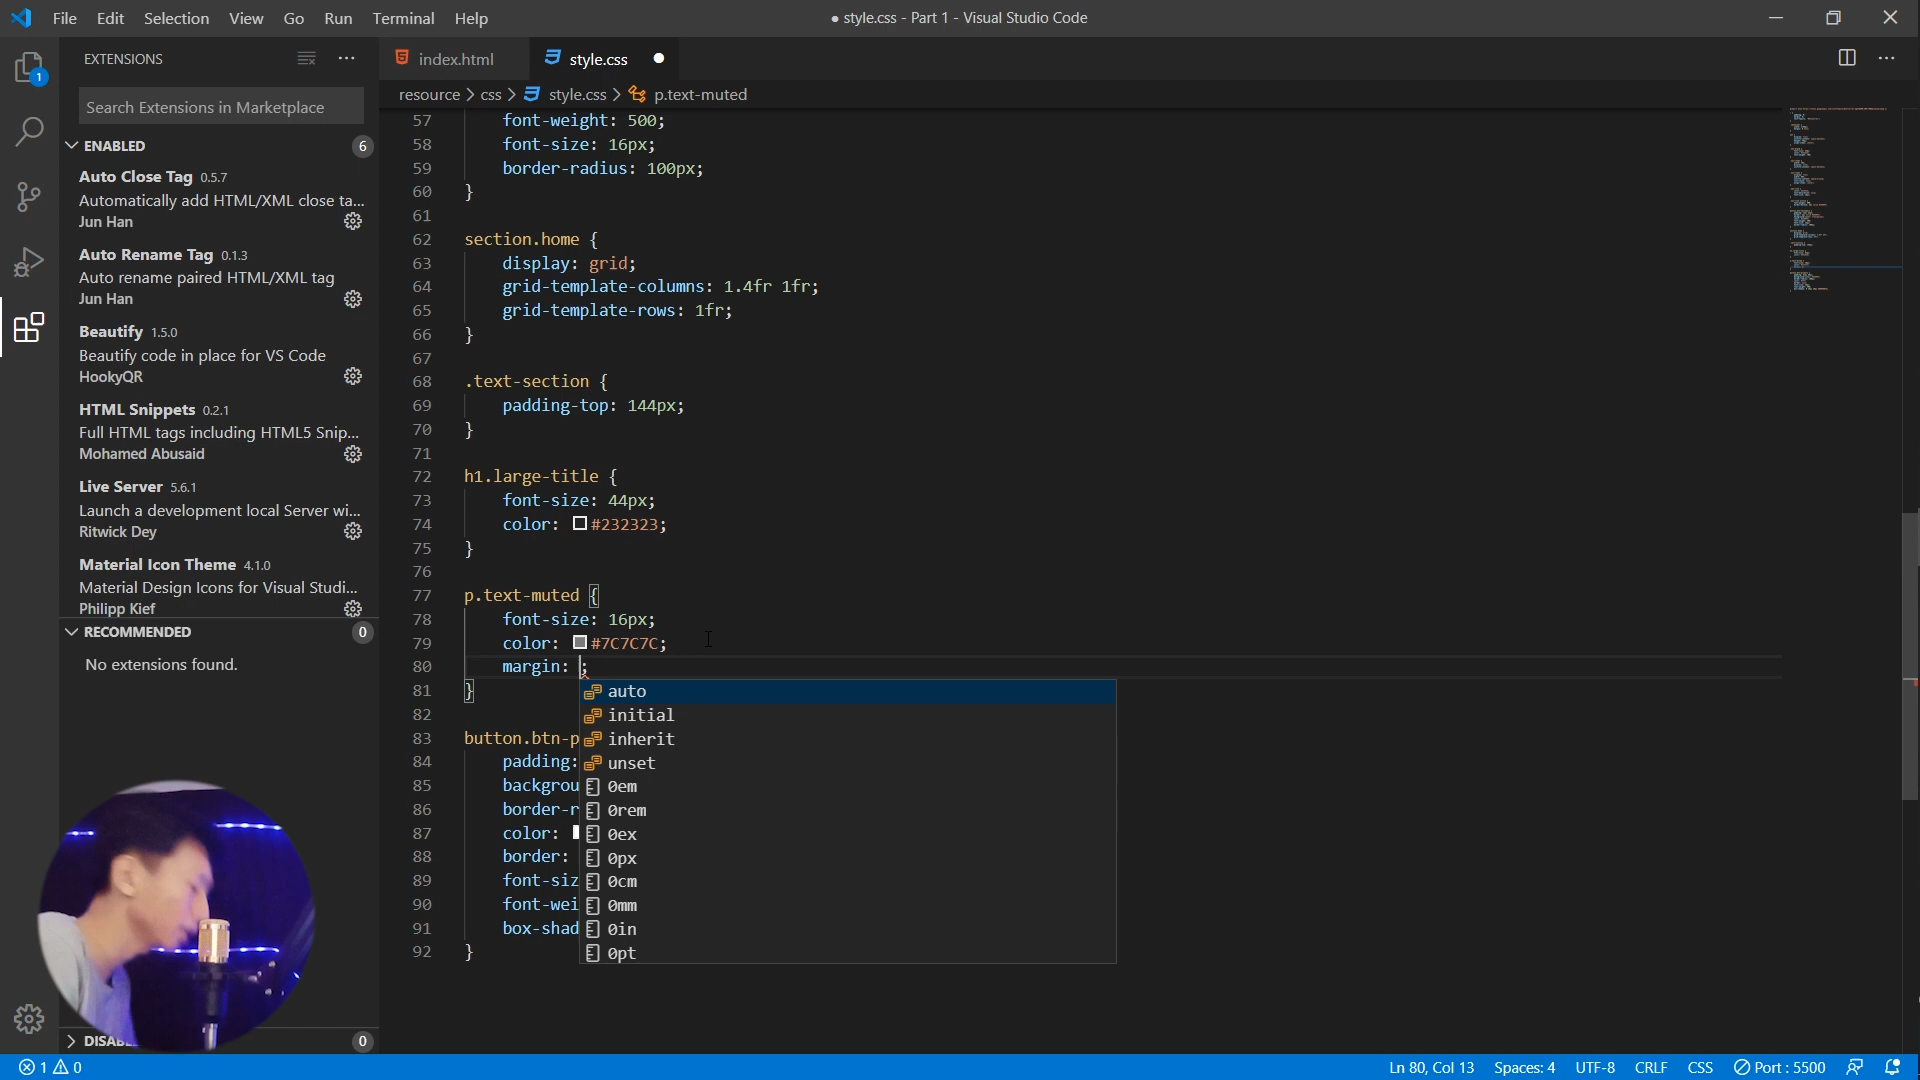 File Edit Selection View Go Run Terminal Help
● style.css - Part 1 - Visual Studio Code
EXTENSIONS
index.html
style.css
1
Search Extensions in Marketplace
resource > css > style.css > p.text-muted
ENABLED 6
Auto Close Tag 0.5.7
Automatically add HTML/XML close ta...
Jun Han
Auto Rename Tag 0.1.3
Auto rename paired HTML/XML tag
Jun Han
Beautify 1.5.0
Beautify code in place for VS Code
HookyQR
HTML Snippets 0.2.1
Full HTML tags including HTML5 Snip...
Mohamed Abusaid
Live Server 5.6.1
Launch a development local Server wi...
Ritwick Dey
Material Icon Theme 4.1.0
Material Design Icons for Visual Studi...
Philipp Kief
RECOMMENDED 0
No extensions found.
DISABL 0
57 font-weight: 500;
58 font-size: 16px;
59 border-radius: 100px;
60 }
61
62 section.home {
63 display: grid;
64 grid-template-columns: 1.4fr 1fr;
65 grid-template-rows: 1fr;
66 }
67
68 .text-section {
69 padding-top: 144px;
70 }
71
72 h1.large-title {
73 font-size: 44px;
74 color: #232323;
75 }
76
77 p.text-muted {
78 font-size: 16px;
79 color: #7C7C7C;
80 margin: ;
81 }
82
83 button.btn-p
84 padding:
85 backgrou
86 border-r
87 color:
88 border:
89 font-siz
90 font-wei
91 box-shad
92 }
auto
initial
inherit
unset
0em
0rem
0ex
0px
0cm
0mm
0in
0pt
1 0
Ln 80, Col 13 Spaces: 4 UTF-8 CRLF CSS Port : 5500